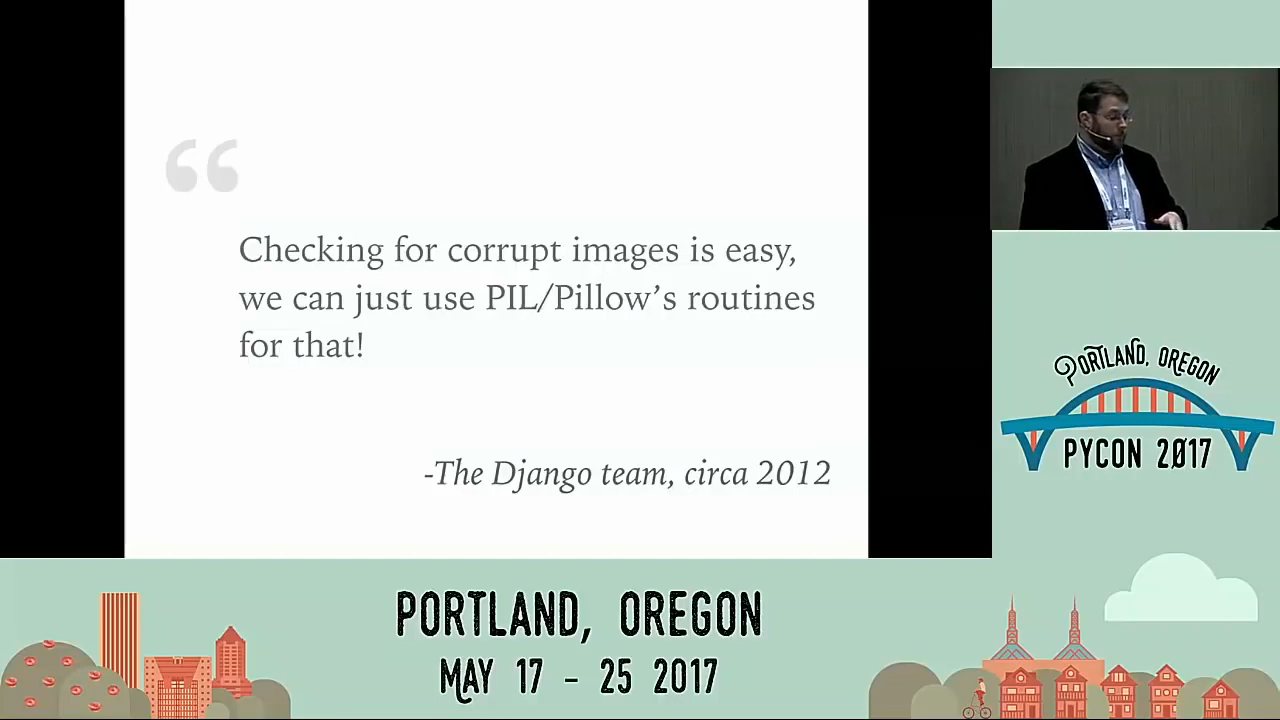 “
Checking for corrupt images is easy,
we can just use PIL/Pillow’s routines
for that!
-The Django team, circa 2012
PORTLAND, OREGON
PYCON 2017
PORTLAND, OREGON
MAY 17 - 25 2017